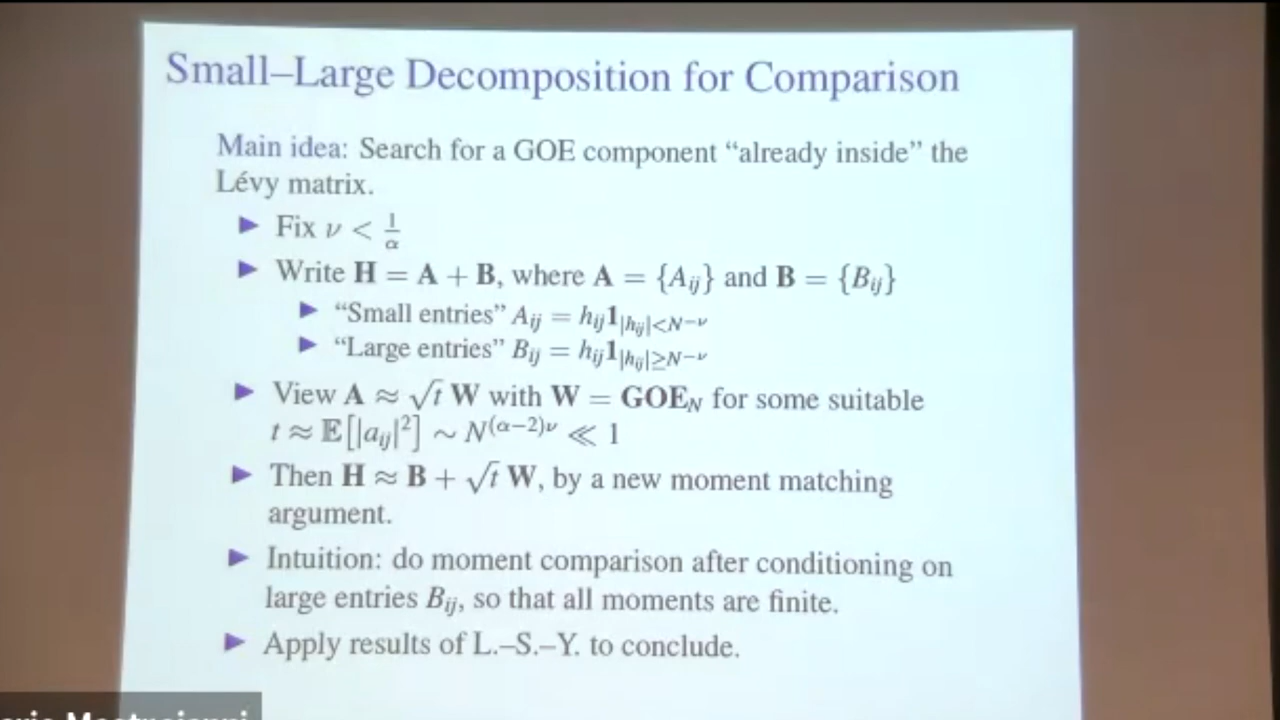 Small–Large Decomposition for Comparison
Main idea: Search for a GOE component “already inside” the
Lévy matrix.
▶ Fix ν < 1/α
▶ Write H = A + B, where A = {A_ij} and B = {B_ij}
▶ “Small entries” A_ij = h_ij 1_{|h_ij|<N^−ν}
▶ “Large entries” B_ij = h_ij 1_{|h_ij|≥N^−ν}
▶ View A ≈ √t W with W = GOE_N for some suitable
t ≈ 𝔼[|a_ij|²] ∼ N^{(α−2)ν} ≪ 1
▶ Then H ≈ B + √t W, by a new moment matching
argument.
▶ Intuition: do moment comparison after conditioning on
large entries B_ij, so that all moments are finite.
▶ Apply results of L.–S.–Y. to conclude.